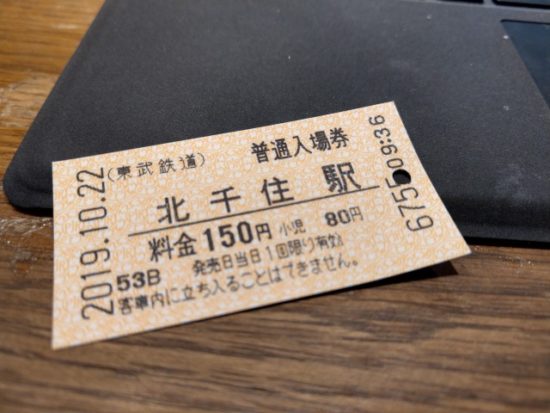 2019.10.22
(東武鉄道)
普通入場券
北千住駅
料金150円 小児 80円
53B 発売日当日1回限り有効
客車内に立ち入ることはできません。
6755 09:36